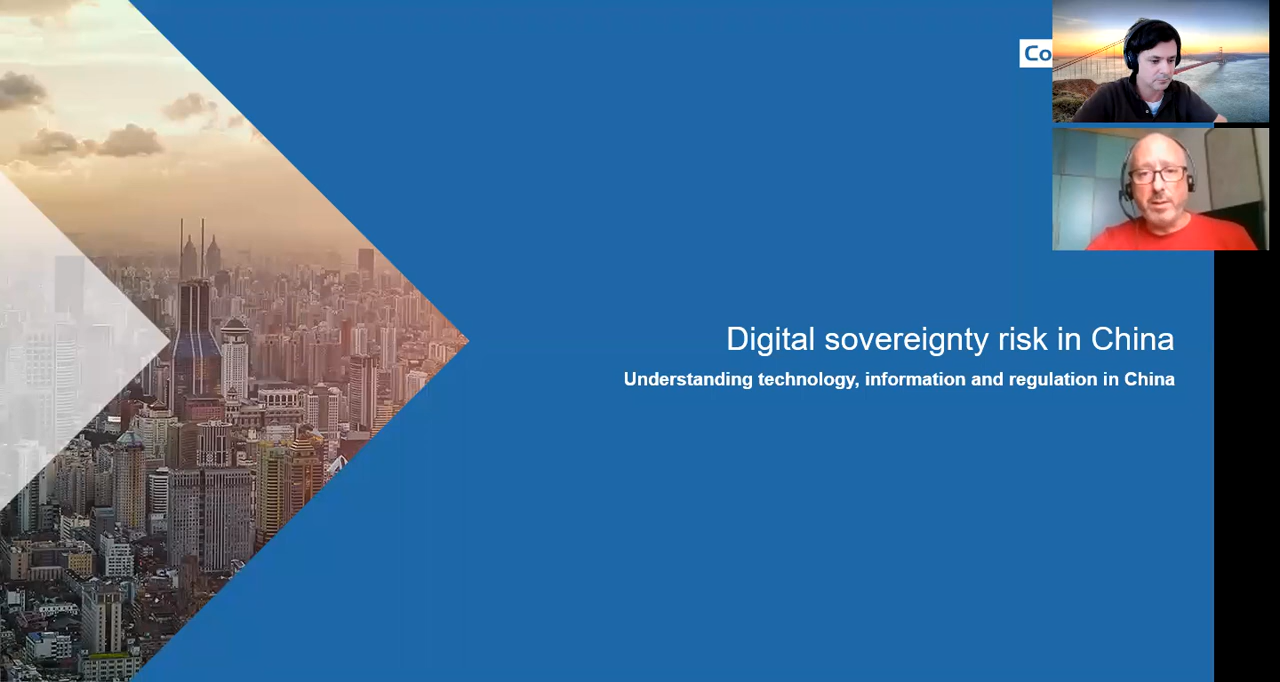 Co
Digital sovereignty risk in China
Understanding technology, information and regulation in China